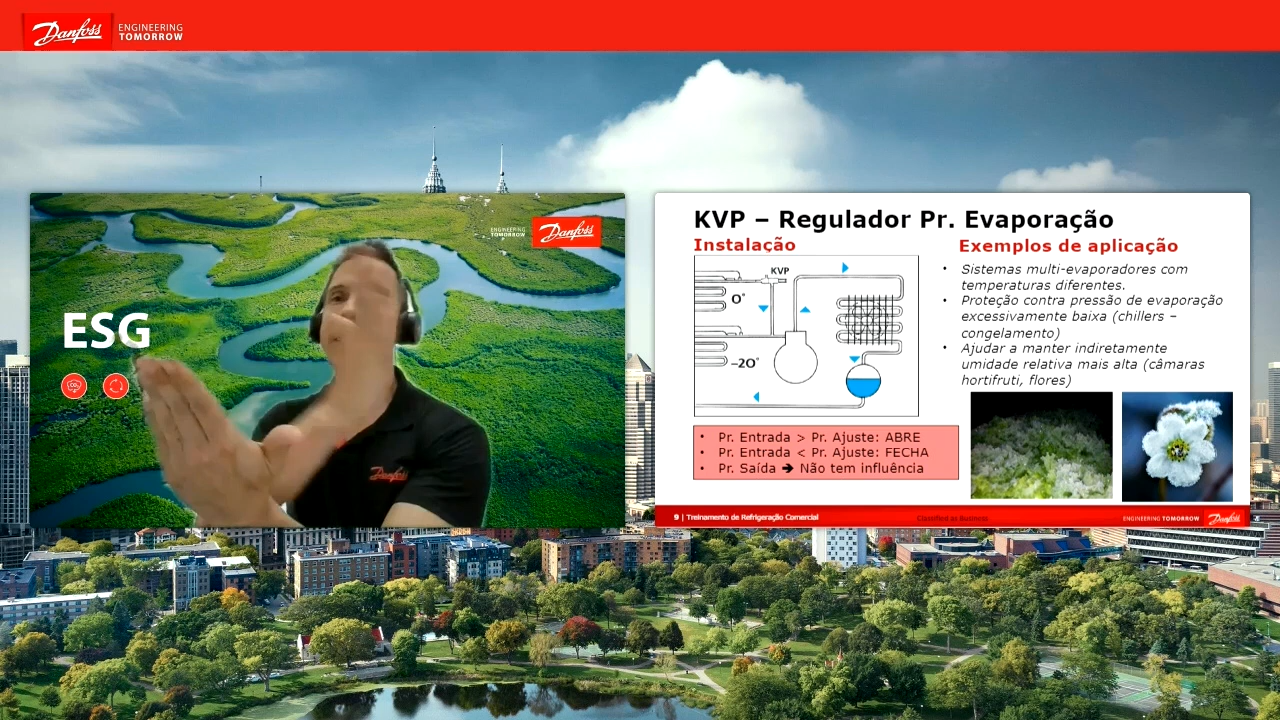 Danfoss
ENGINEERING
TOMORROW
ENGINEERING
TOMORROW
Danfoss
ESG
CO₂
KVP – Regulador Pr. Evaporação
Instalação
KVP
0°
–20°
• Pr. Entrada > Pr. Ajuste: ABRE
• Pr. Entrada < Pr. Ajuste: FECHA
• Pr. Saída ➔ Não tem influência
Exemplos de aplicação
• Sistemas multi-evaporadores com
temperaturas diferentes.
• Proteção contra pressão de evaporação
excessivamente baixa (chillers –
congelamento)
• Ajudar a manter indiretamente
umidade relativa mais alta (câmaras
hortifruti, flores)
Danfoss
9 | Treinamento de Refrigeração Comercial
Classified as Business
ENGINEERING TOMORROW
Danfoss